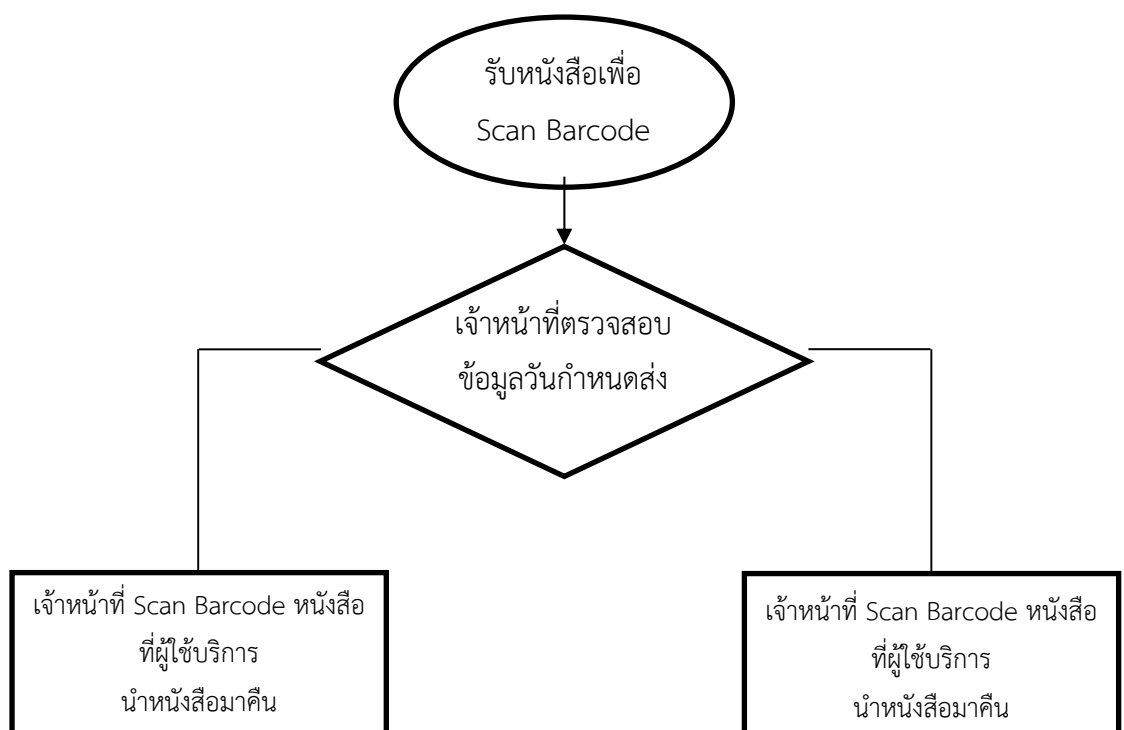 รับหนังสือเพื่อ
Scan Barcode
เจ้าหน้าที่ตรวจสอบ
ข้อมูลวันกำหนดส่ง
เจ้าหน้าที่ Scan Barcode หนังสือ
ที่ผู้ใช้บริการ
นำหนังสือมาคืน
เจ้าหน้าที่ Scan Barcode หนังสือ
ที่ผู้ใช้บริการ
นำหนังสือมาคืน